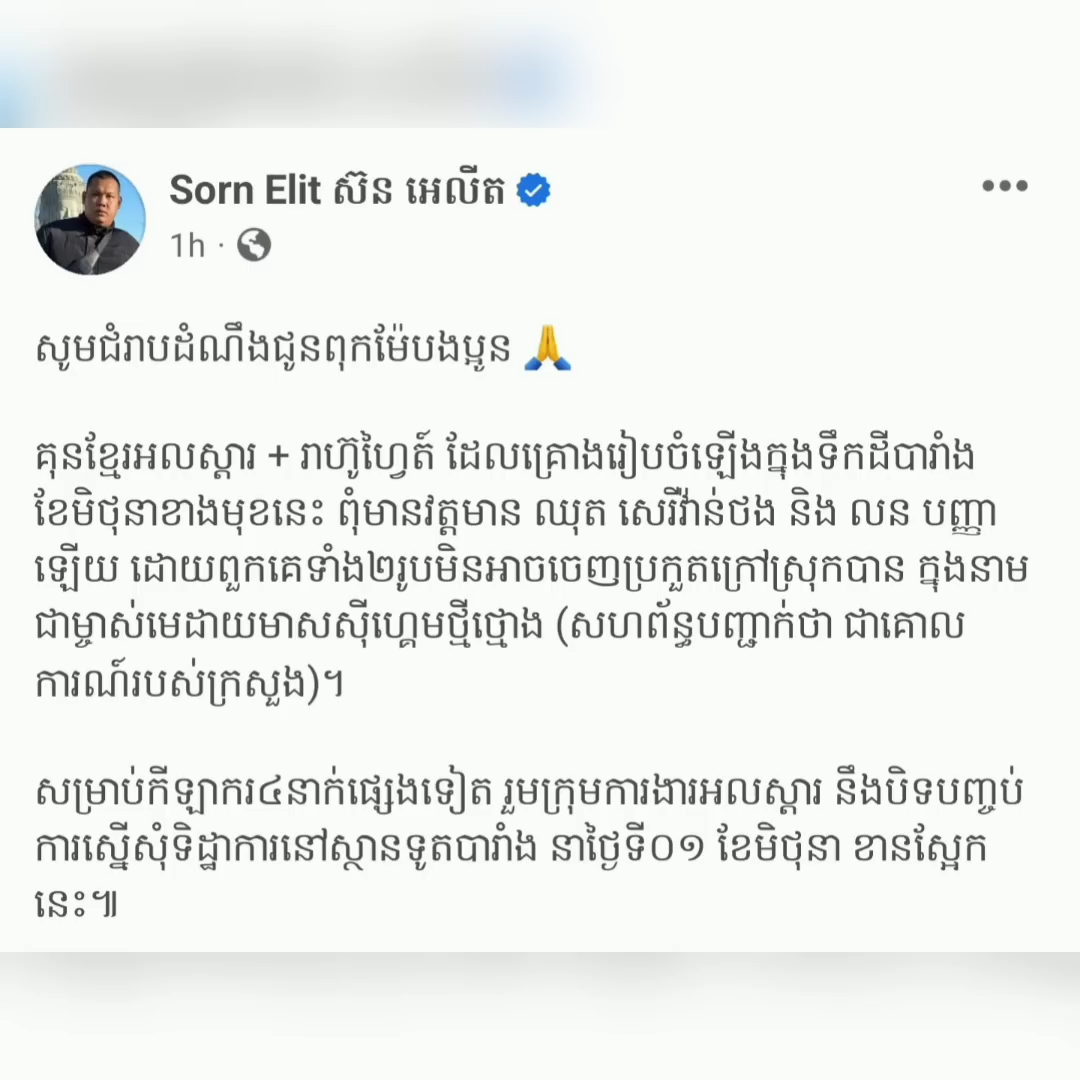 Sorn Elit ស៊ន អេលីត
1h ·
សូមជំរាបដំណឹងជូនពុកម៉ែបងប្អូន 🙏
គុនខ្មែរអលស្តារ + រាហ៊ូហ្វៃត៍ ដែលគ្រោងរៀបចំឡើងក្នុងទឹកដីបារាំង
ខែមិថុនាខាងមុខនេះ ពុំមានវត្តមាន ឈុត សេរីវ៉ាន់ថង និង លន បញ្ញា
ឡើយ ដោយពួកគេទាំង២រូបមិនអាចចេញប្រកួតក្រៅស្រុកបាន ក្នុងនាម
ជាម្ចាស់មេដាយមាសស៊ីហ្គេមថ្មីថ្មោង (សហព័ន្ធបញ្ជាក់ថា ជាគោល
ការណ៍របស់ក្រសួង)។
សម្រាប់កីឡាករ៤នាក់ផ្សេងទៀត រួមក្រុមការងារអលស្តារ នឹងបិទបញ្ចប់
ការស្នើសុំទិដ្ឋាការនៅស្ថានទូតបារាំង នាថ្ងៃទី០១ ខែមិថុនា ខានស្អែក
នេះ៕